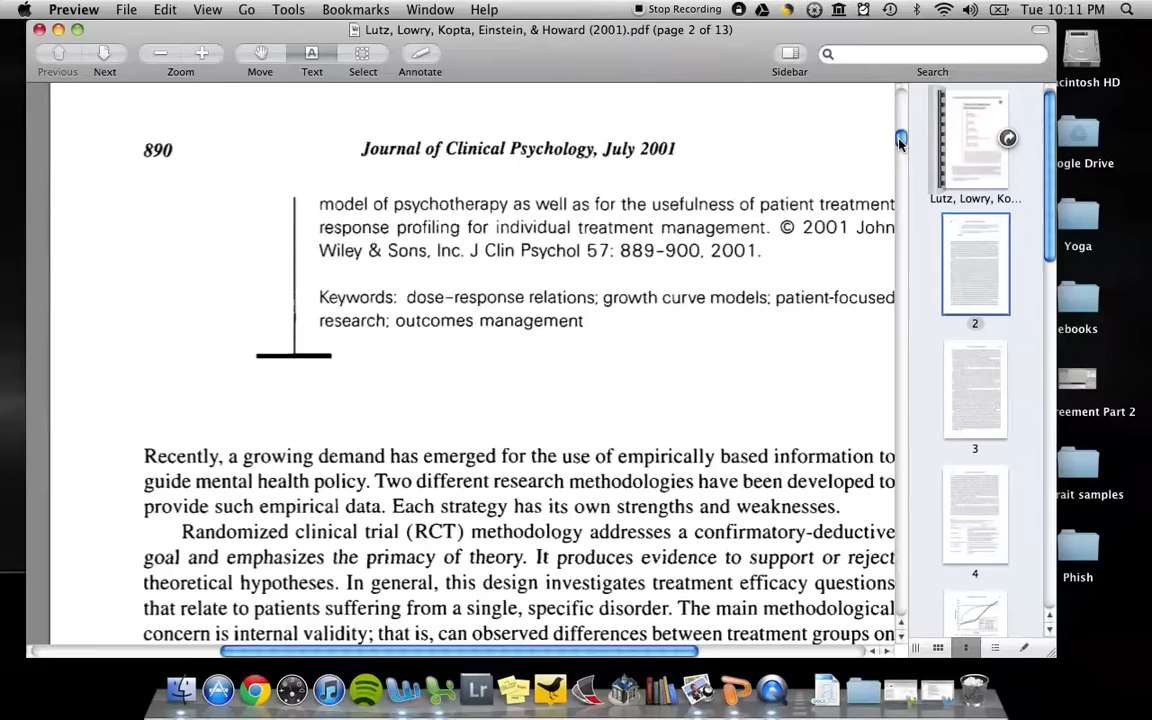 Preview File Edit View Go Tools Bookmarks Window Help Stop Recording Tue 10:11 PM
Lutz, Lowry, Kopta, Einstein, & Howard (2001).pdf (page 2 of 13)
Previous Next Zoom Move Text Select Annotate Sidebar Search
890 Journal of Clinical Psychology, July 2001
model of psychotherapy as well as for the usefulness of patient treatment
response profiling for individual treatment management. © 2001 John
Wiley & Sons, Inc. J Clin Psychol 57: 889–900, 2001.
Keywords: dose–response relations; growth curve models; patient-focused
research; outcomes management
Recently, a growing demand has emerged for the use of empirically based information to
guide mental health policy. Two different research methodologies have been developed to
provide such empirical data. Each strategy has its own strengths and weaknesses.
Randomized clinical trial (RCT) methodology addresses a confirmatory-deductive
goal and emphasizes the primacy of theory. It produces evidence to support or reject
theoretical hypotheses. In general, this design investigates treatment efficacy questions
that relate to patients suffering from a single, specific disorder. The main methodological
concern is internal validity; that is, can observed differences between treatment groups on
Lutz, Lowry, Ko...
2
3
4
acintosh HD
ogle Drive
Yoga
ebooks
reement Part 2
rait samples
Phish
Lr